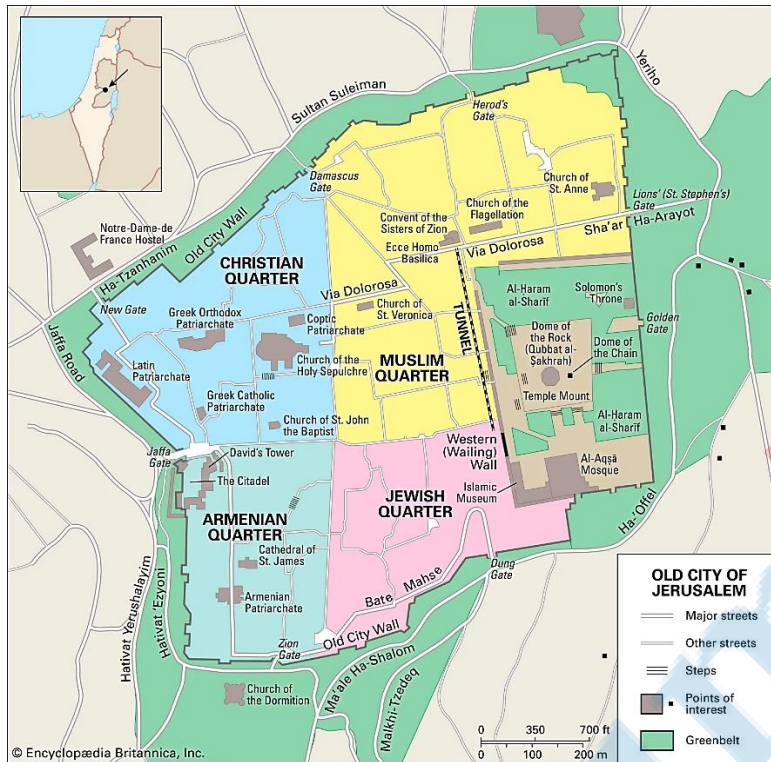 Sultan Suleiman
Yeriho
Herod's
Gate
Damascus
Gate
Church of
St. Anne
Lions' (St. Stephen's)
Gate
Notre-Dame-de
France Hostel
Ha-Tzanhanim
Old City Wall
Convent of the
Sisters of Zion
Church of the
Flagellation
Ecce Homo
Basilica
Via Dolorosa
Sha'ar Ha-Arayot
CHRISTIAN
QUARTER
Via Dolorosa
New Gate
Jaffa Road
Greek Orthodox
Patriarchate
Coptic
Patriarchate
Church of
St. Veronica
TUNNEL
Al-Haram
al-Sharīf
Solomon's
Throne
Golden
Gate
Dome of
the Rock
(Qubbat al-
Ṣakhrah)
Dome of
the Chain
Latin
Patriarchate
Church of the
Holy Sepulchre
MUSLIM
QUARTER
Temple Mount
Greek Catholic
Patriarchate
Al-Haram
al-Sharīf
Church of St. John
the Baptist
Jaffa
Gate
David's Tower
The Citadel
Western
(Wailing)
Wall
Al-Aqṣā
Mosque
Islamic
Museum
JEWISH
QUARTER
ARMENIAN
QUARTER
Ha-'Ofel
Cathedral of
St. James
Armenian
Patriarchate
Bate Mahse
Dung
Gate
Old City Wall
Zion
Gate
Hativat Yerushalayim
Hativat 'Ezyoni
Church of
the Dormition
Ma'ale Ha-Shalom
Malkhi-Tzedeq
OLD CITY OF
JERUSALEM
Major streets
Other streets
Steps
Points of
interest
Greenbelt
0 350 700 ft
0 100 200 m
© Encyclopædia Britannica, Inc.